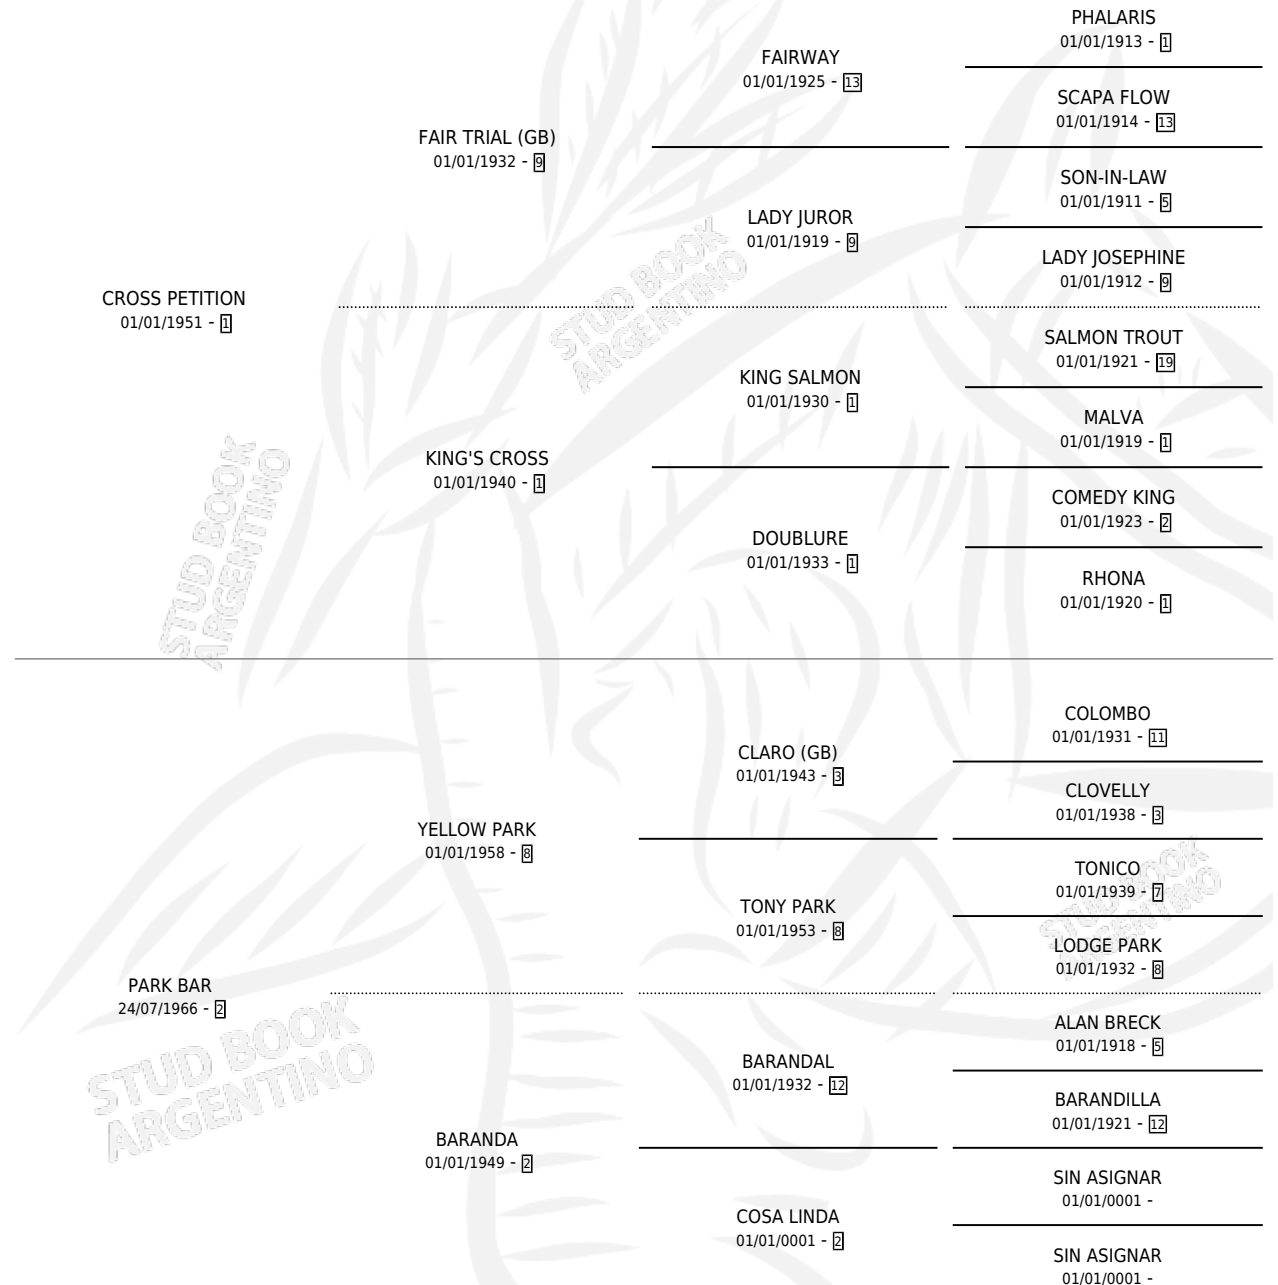 PHALARIS
01/01/1913 - 1
FAIRWAY
01/01/1925 - 13
SCAPA FLOW
01/01/1914 - 13
FAIR TRIAL (GB)
01/01/1932 - 9
SON-IN-LAW
01/01/1911 - 5
LADY JUROR
01/01/1919 - 9
LADY JOSEPHINE
01/01/1912 - 9
CROSS PETITION
01/01/1951 - 1
SALMON TROUT
01/01/1921 - 19
KING SALMON
01/01/1930 - 1
MALVA
01/01/1919 - 1
KING'S CROSS
01/01/1940 - 1
COMEDY KING
01/01/1923 - 2
DOUBLURE
01/01/1933 - 1
RHONA
01/01/1920 - 1
STUD BOOK
ARGENTINO
STUD BOOK
ARGENTINO
COLOMBO
01/01/1931 - 11
CLARO (GB)
01/01/1943 - 3
CLOVELLY
01/01/1938 - 3
YELLOW PARK
01/01/1958 - 8
TONICO
01/01/1939 - 7
TONY PARK
01/01/1953 - 8
LODGE PARK
01/01/1932 - 8
PARK BAR
24/07/1966 - 2
ALAN BRECK
01/01/1918 - 5
BARANDAL
01/01/1932 - 12
BARANDILLA
01/01/1921 - 12
BARANDA
01/01/1949 - 2
SIN ASIGNAR
01/01/0001 -
COSA LINDA
01/01/0001 - 2
SIN ASIGNAR
01/01/0001 -
STUD BOOK
ARGENTINO
STUD BOOK
ARGENTINO